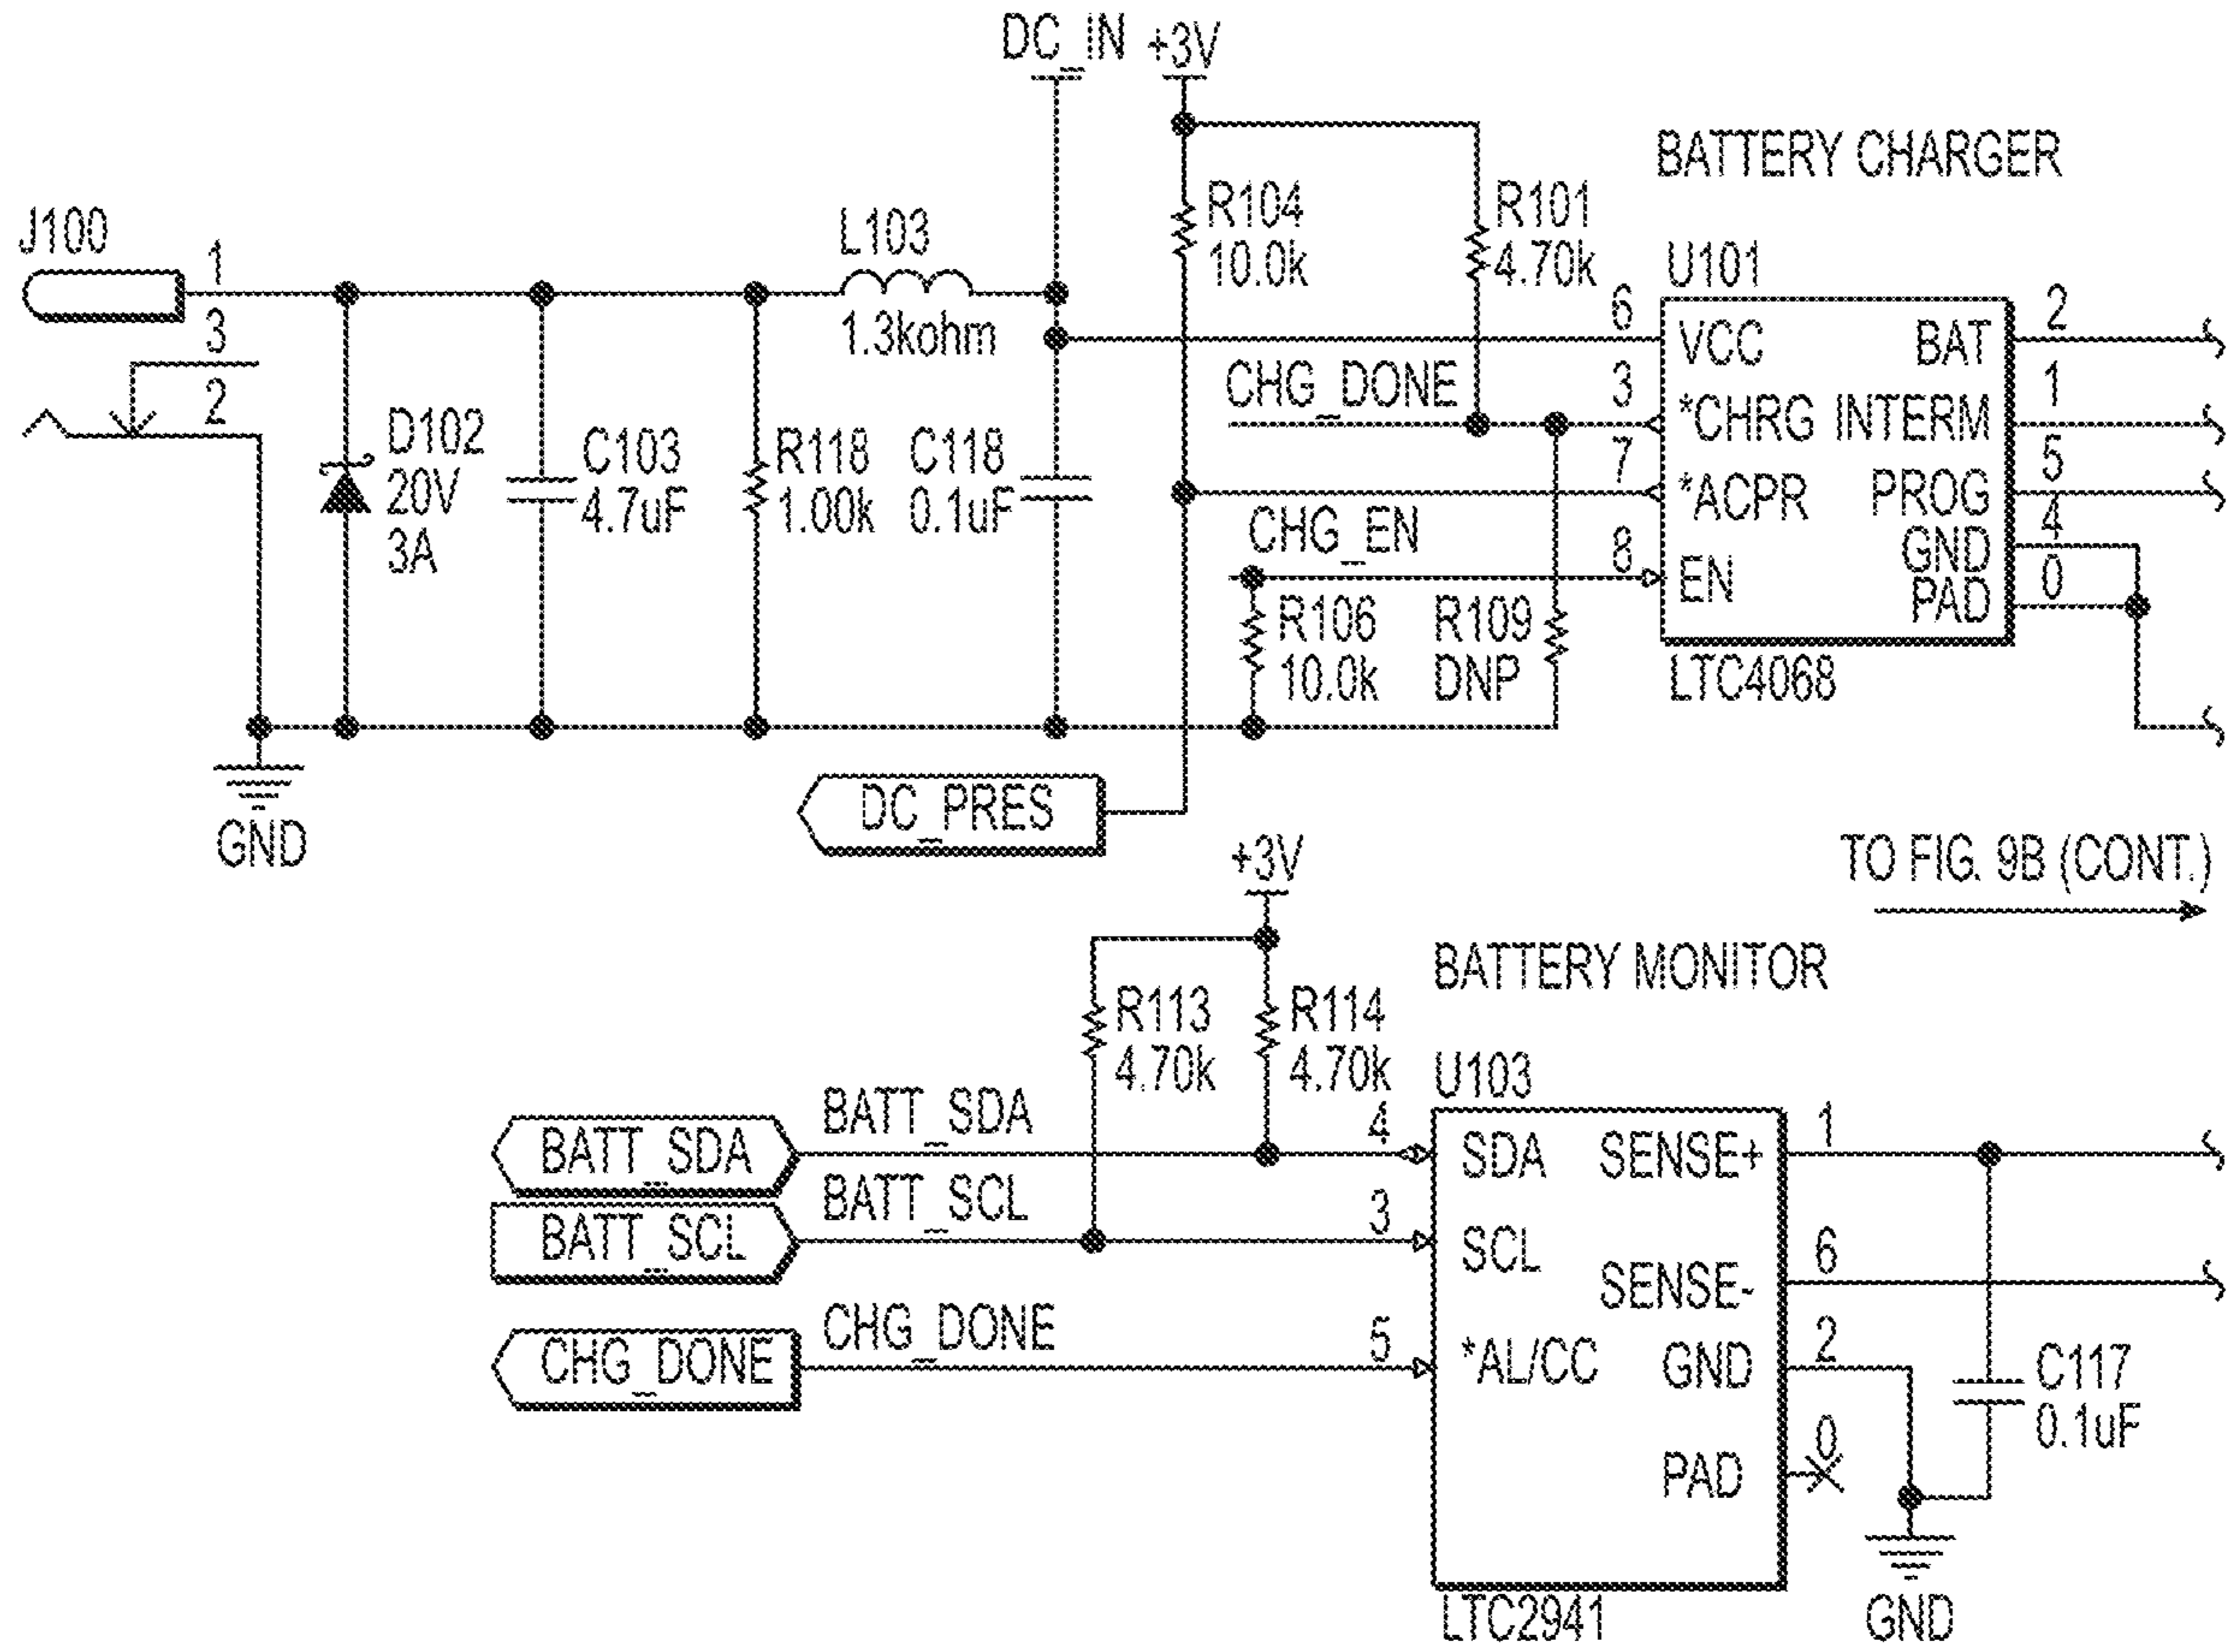 DC_IN
+3V
BATTERY CHARGER
J100
1
3
2
L103
1.3kohm
R104
10.0k
R101
4.70k
U101
6
VCC
BAT
2
CHG_DONE
3
*CHRG
INTERM
1
7
*ACPR
PROG
5
CHG_EN
8
EN
GND
4
PAD
0
D102
20V
3A
C103
4.7uF
R118
1.00k
C118
0.1uF
R106
10.0k
R109
DNP
LTC4068
GND
DC_PRES
+3V
TO FIG. 9B (CONT.)
BATTERY MONITOR
R113
4.70k
R114
4.70k
U103
BATT_SDA
BATT_SDA
4
SDA
SENSE+
1
BATT_SCL
BATT_SCL
3
SCL
SENSE-
6
CHG_DONE
CHG_DONE
5
*AL/CC
GND
2
PAD
0
C117
0.1uF
LTC2941
GND